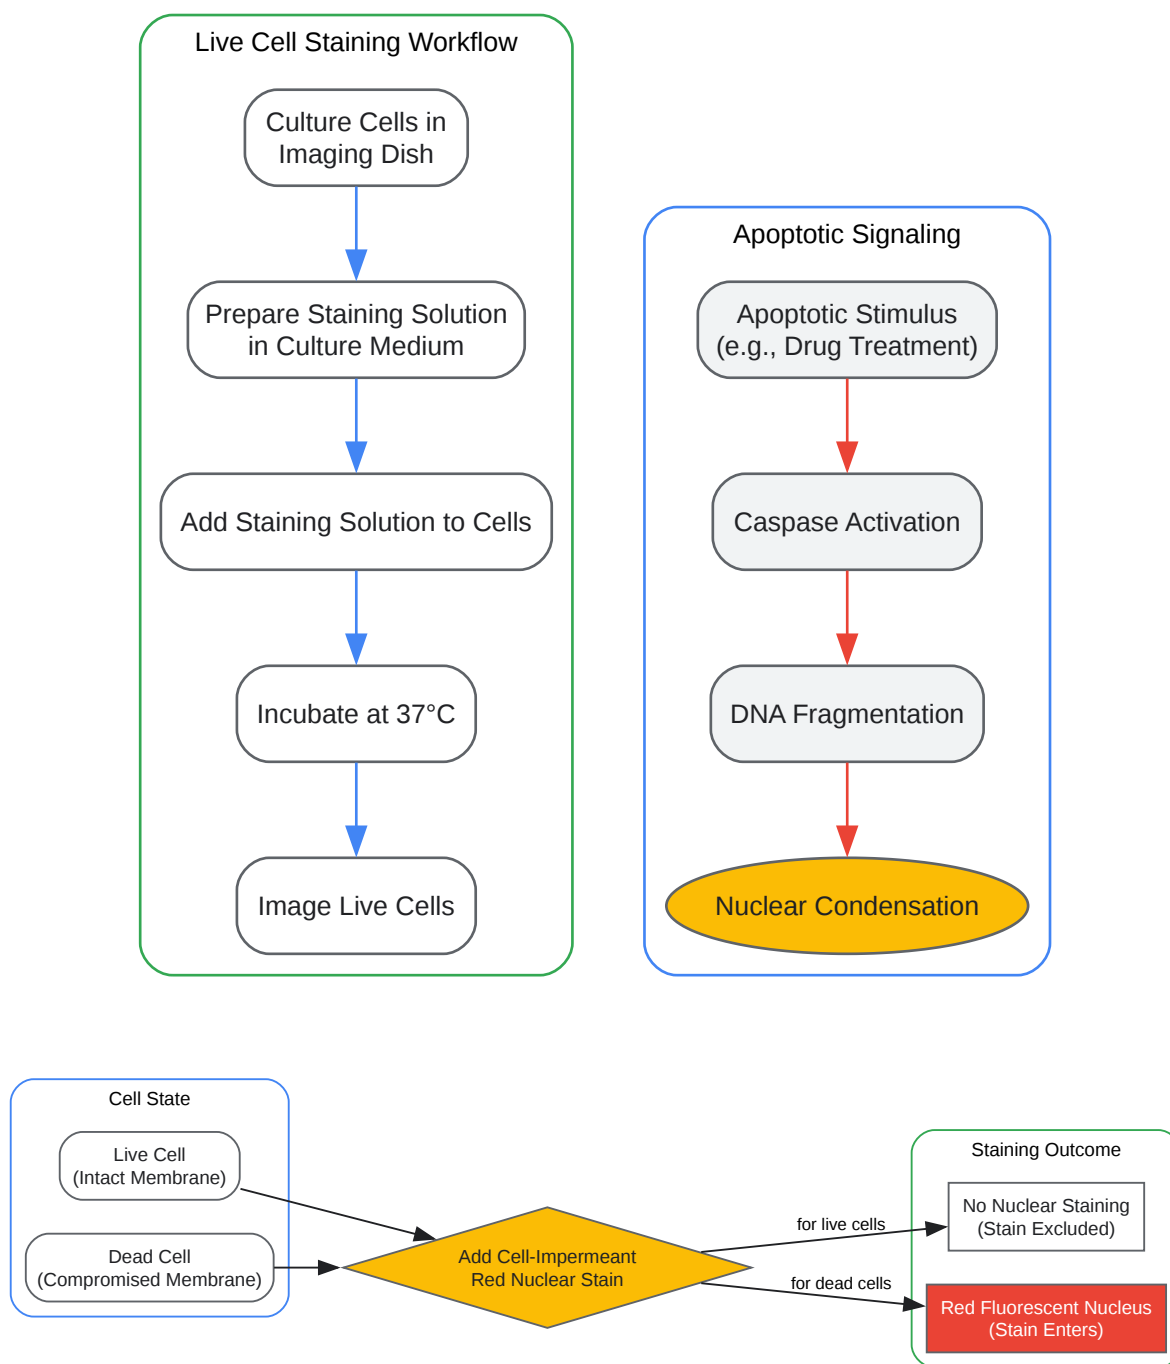 Live Cell Staining Workflow
Culture Cells in
Imaging Dish
Prepare Staining Solution
in Culture Medium
Add Staining Solution to Cells
Incubate at 37°C
Image Live Cells
Apoptotic Signaling
Apoptotic Stimulus
(e.g., Drug Treatment)
Caspase Activation
DNA Fragmentation
Nuclear Condensation
Cell State
Live Cell
(Intact Membrane)
Dead Cell
(Compromised Membrane)
Add Cell-Impermeant
Red Nuclear Stain
for live cells
for dead cells
Staining Outcome
No Nuclear Staining
(Stain Excluded)
Red Fluorescent Nucleus
(Stain Enters)